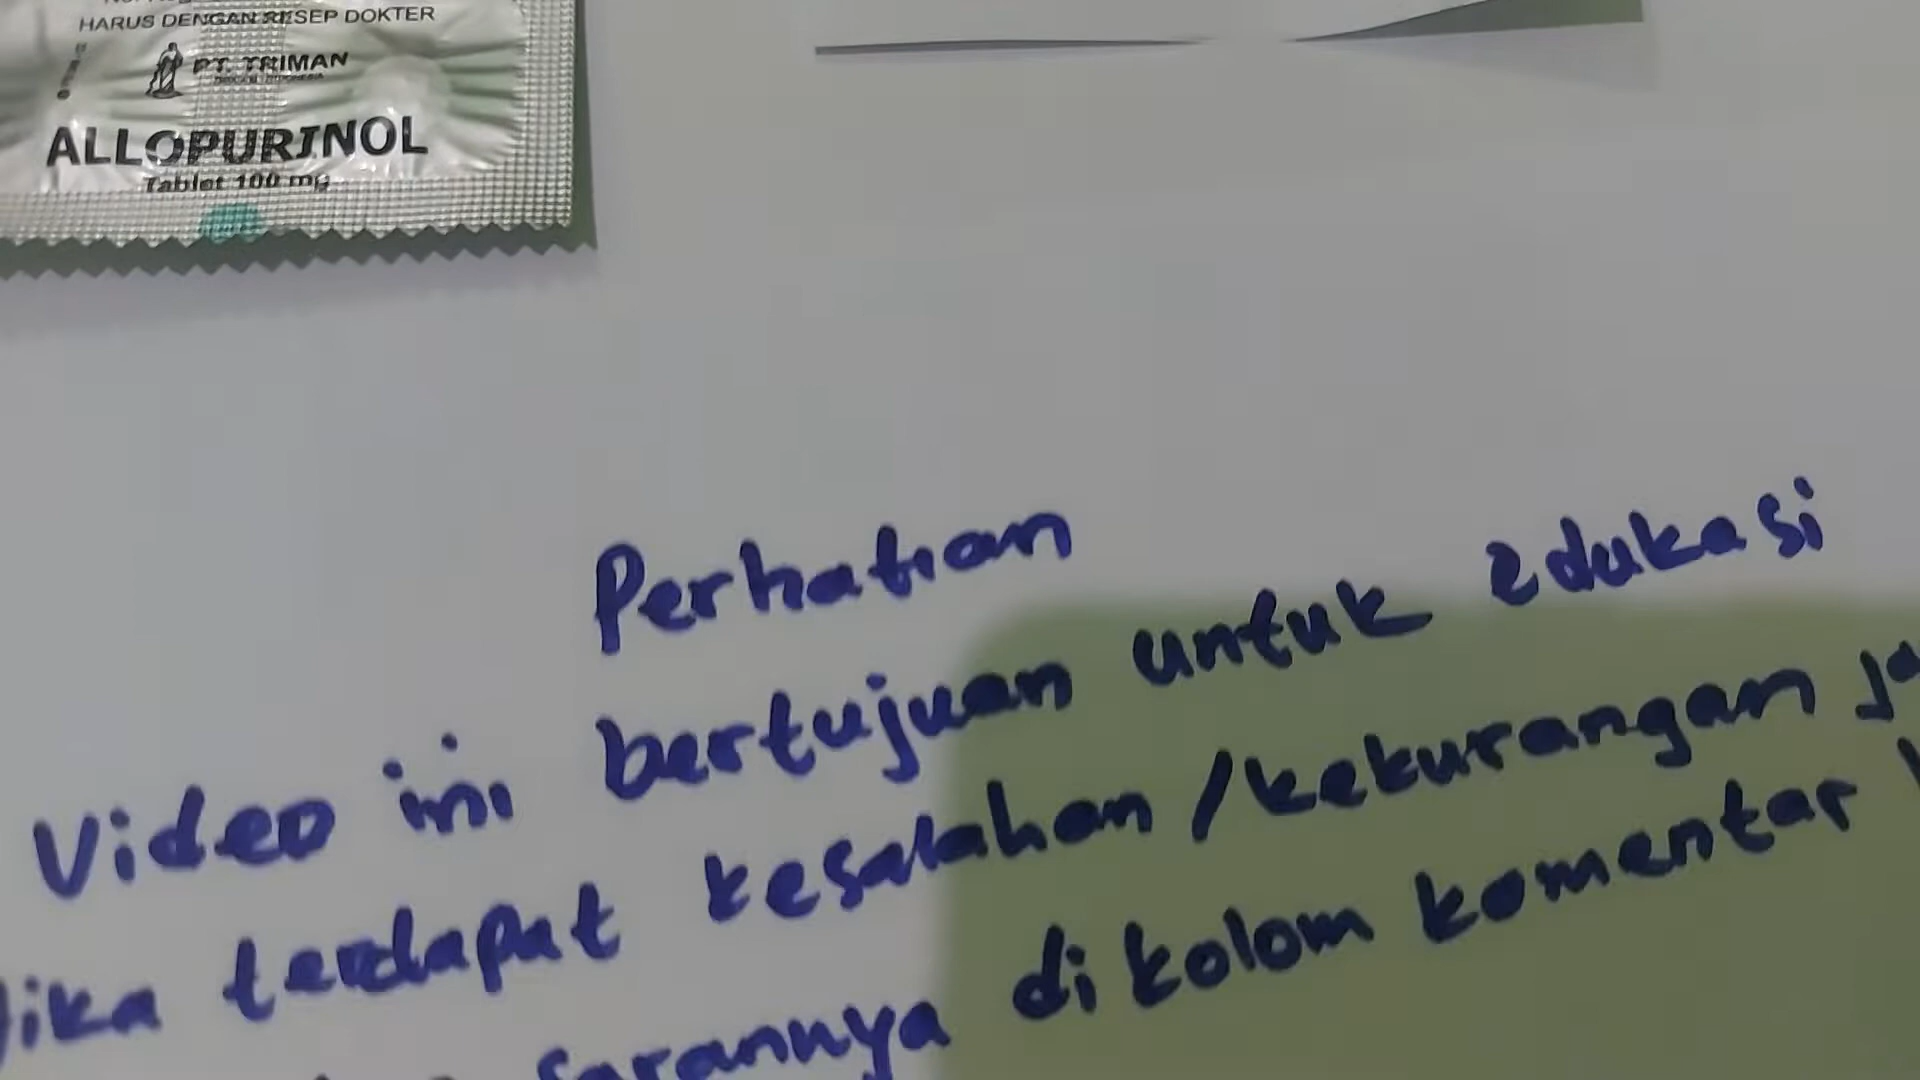 HARUS DENGAN RESEP DOKTER
PT. TRIMAN
ALLOPURINOL
Tablet 100 mg
Perhatian
Video ini bertujuan untuk edukasi
Jika terdapat kesalahan/kekurangan
sarannya di kolom komentar